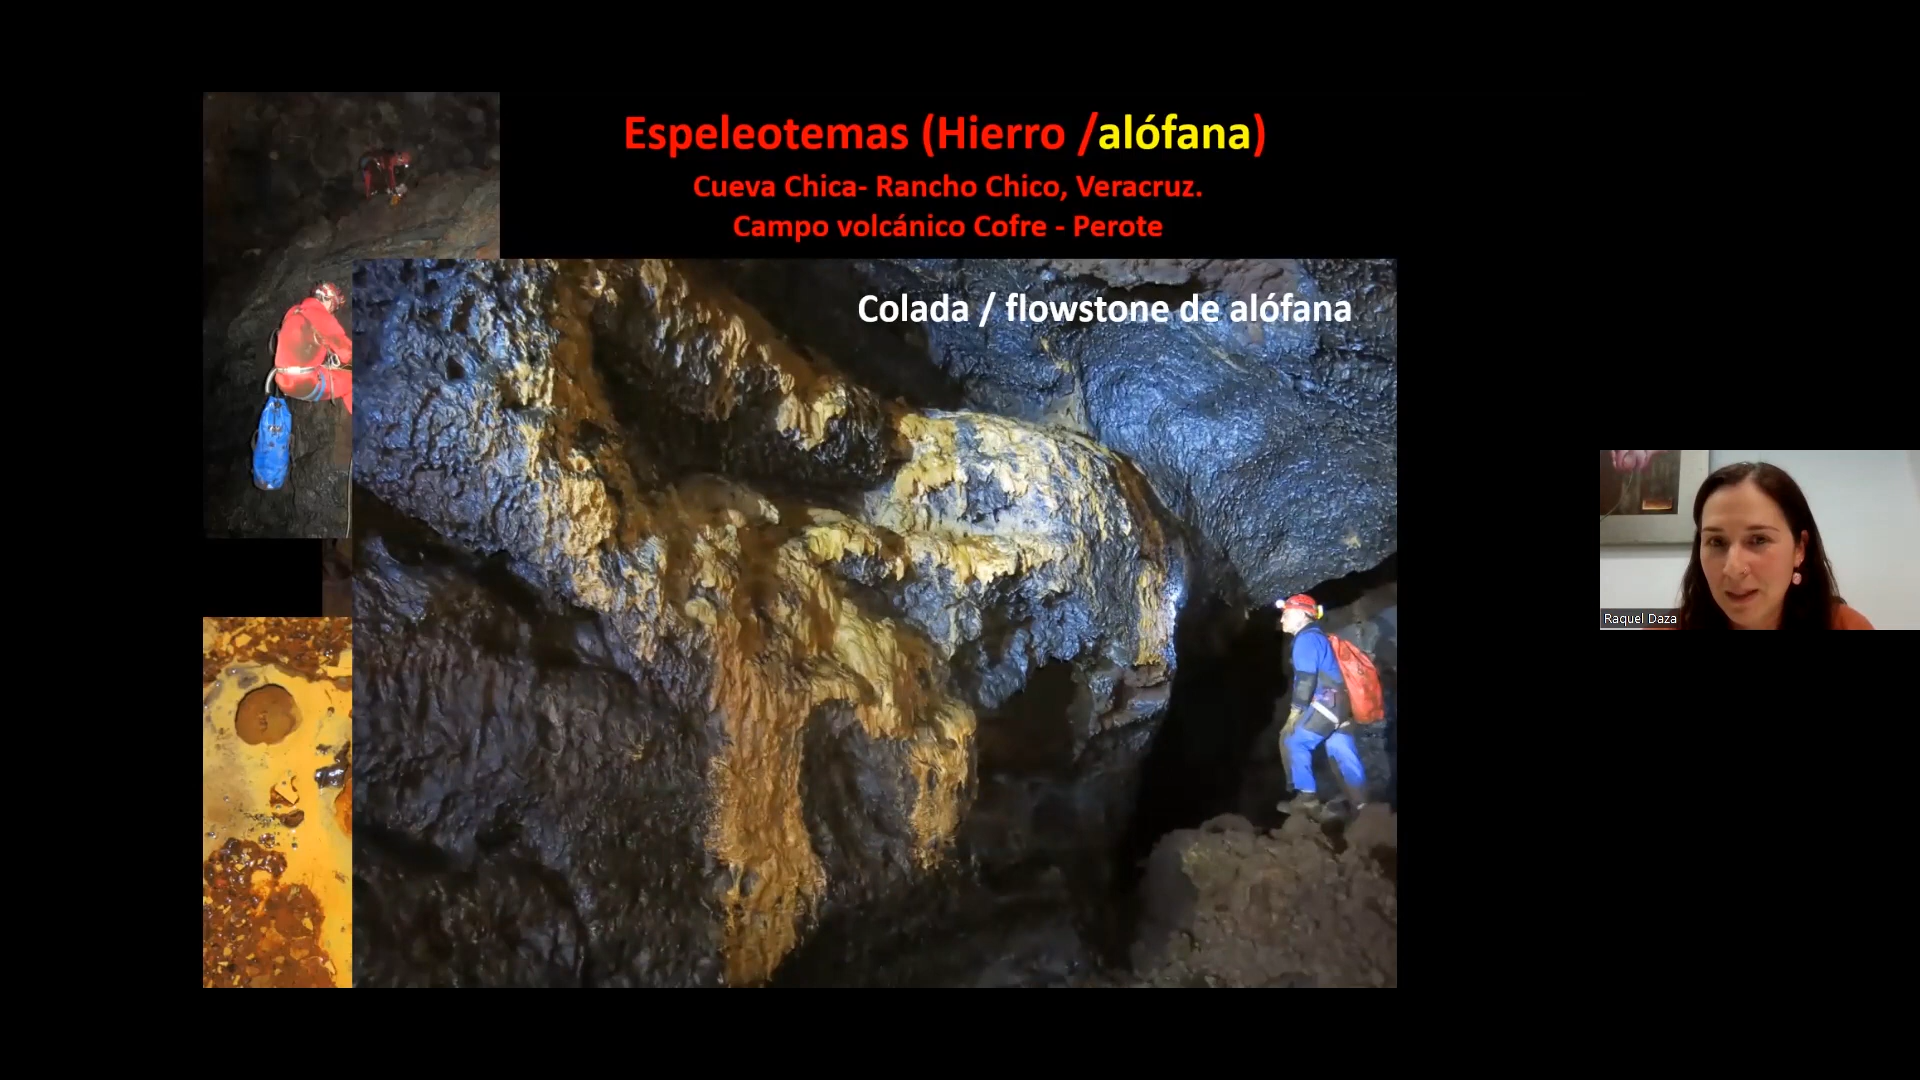 Espeleotemas (Hierro /alófana)
Cueva Chica- Rancho Chico, Veracruz.
Campo volcánico Cofre - Perote
Colada / flowstone de alófana
Raquel Daza